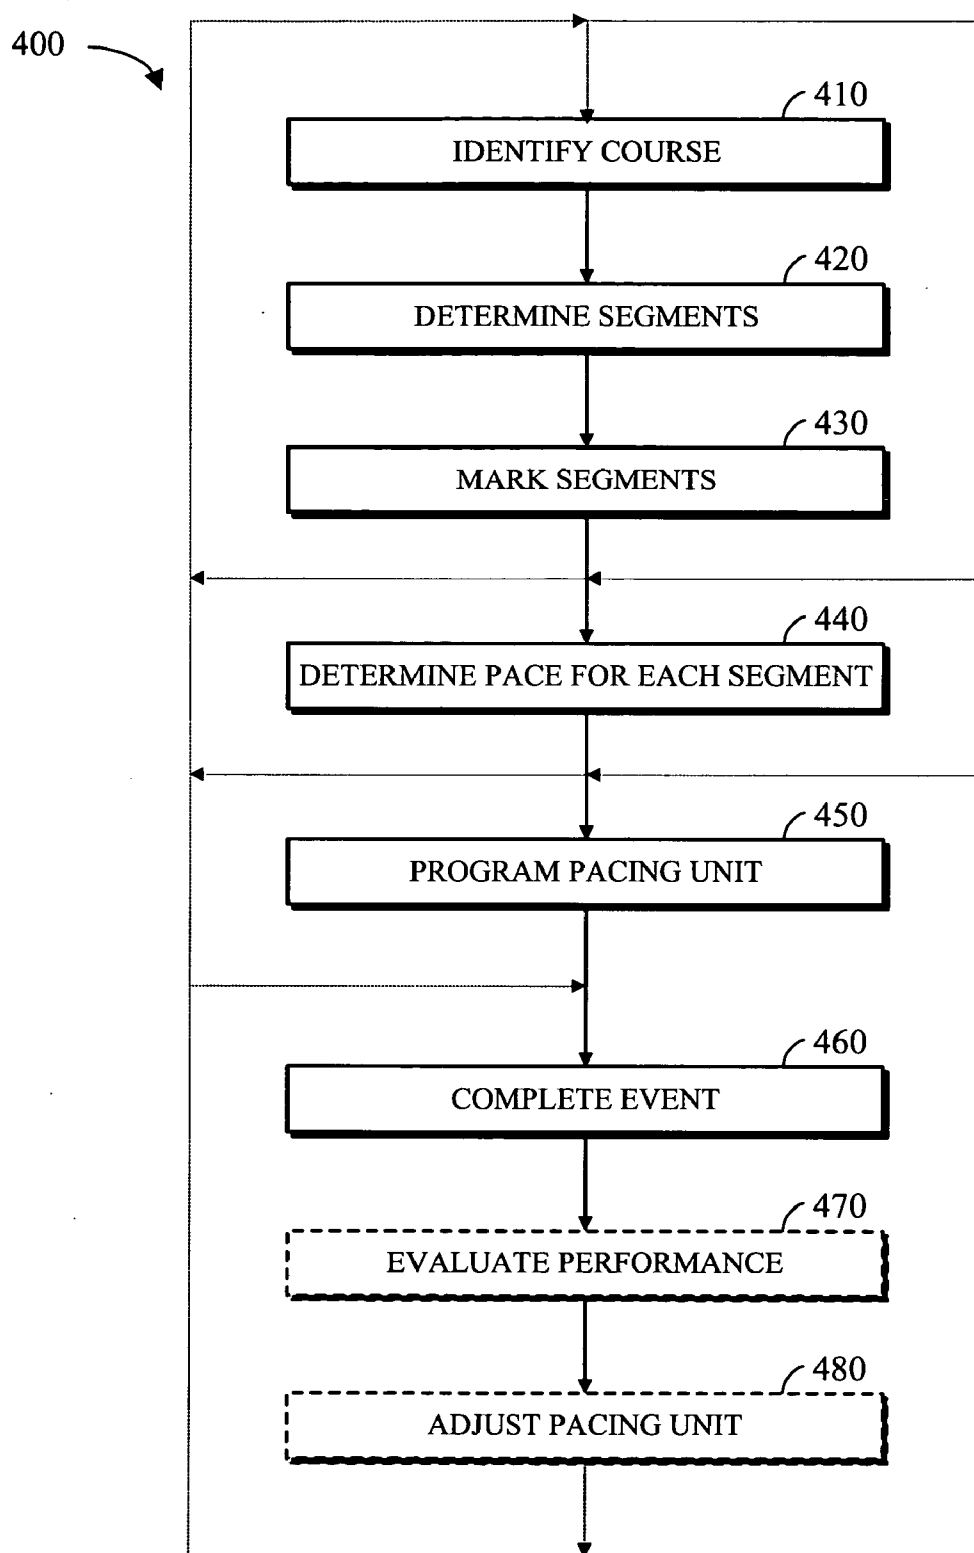 400
410
IDENTIFY COURSE
420
DETERMINE SEGMENTS
430
MARK SEGMENTS
440
DETERMINE PACE FOR EACH SEGMENT
450
PROGRAM PACING UNIT
460
COMPLETE EVENT
470
EVALUATE PERFORMANCE
480
ADJUST PACING UNIT